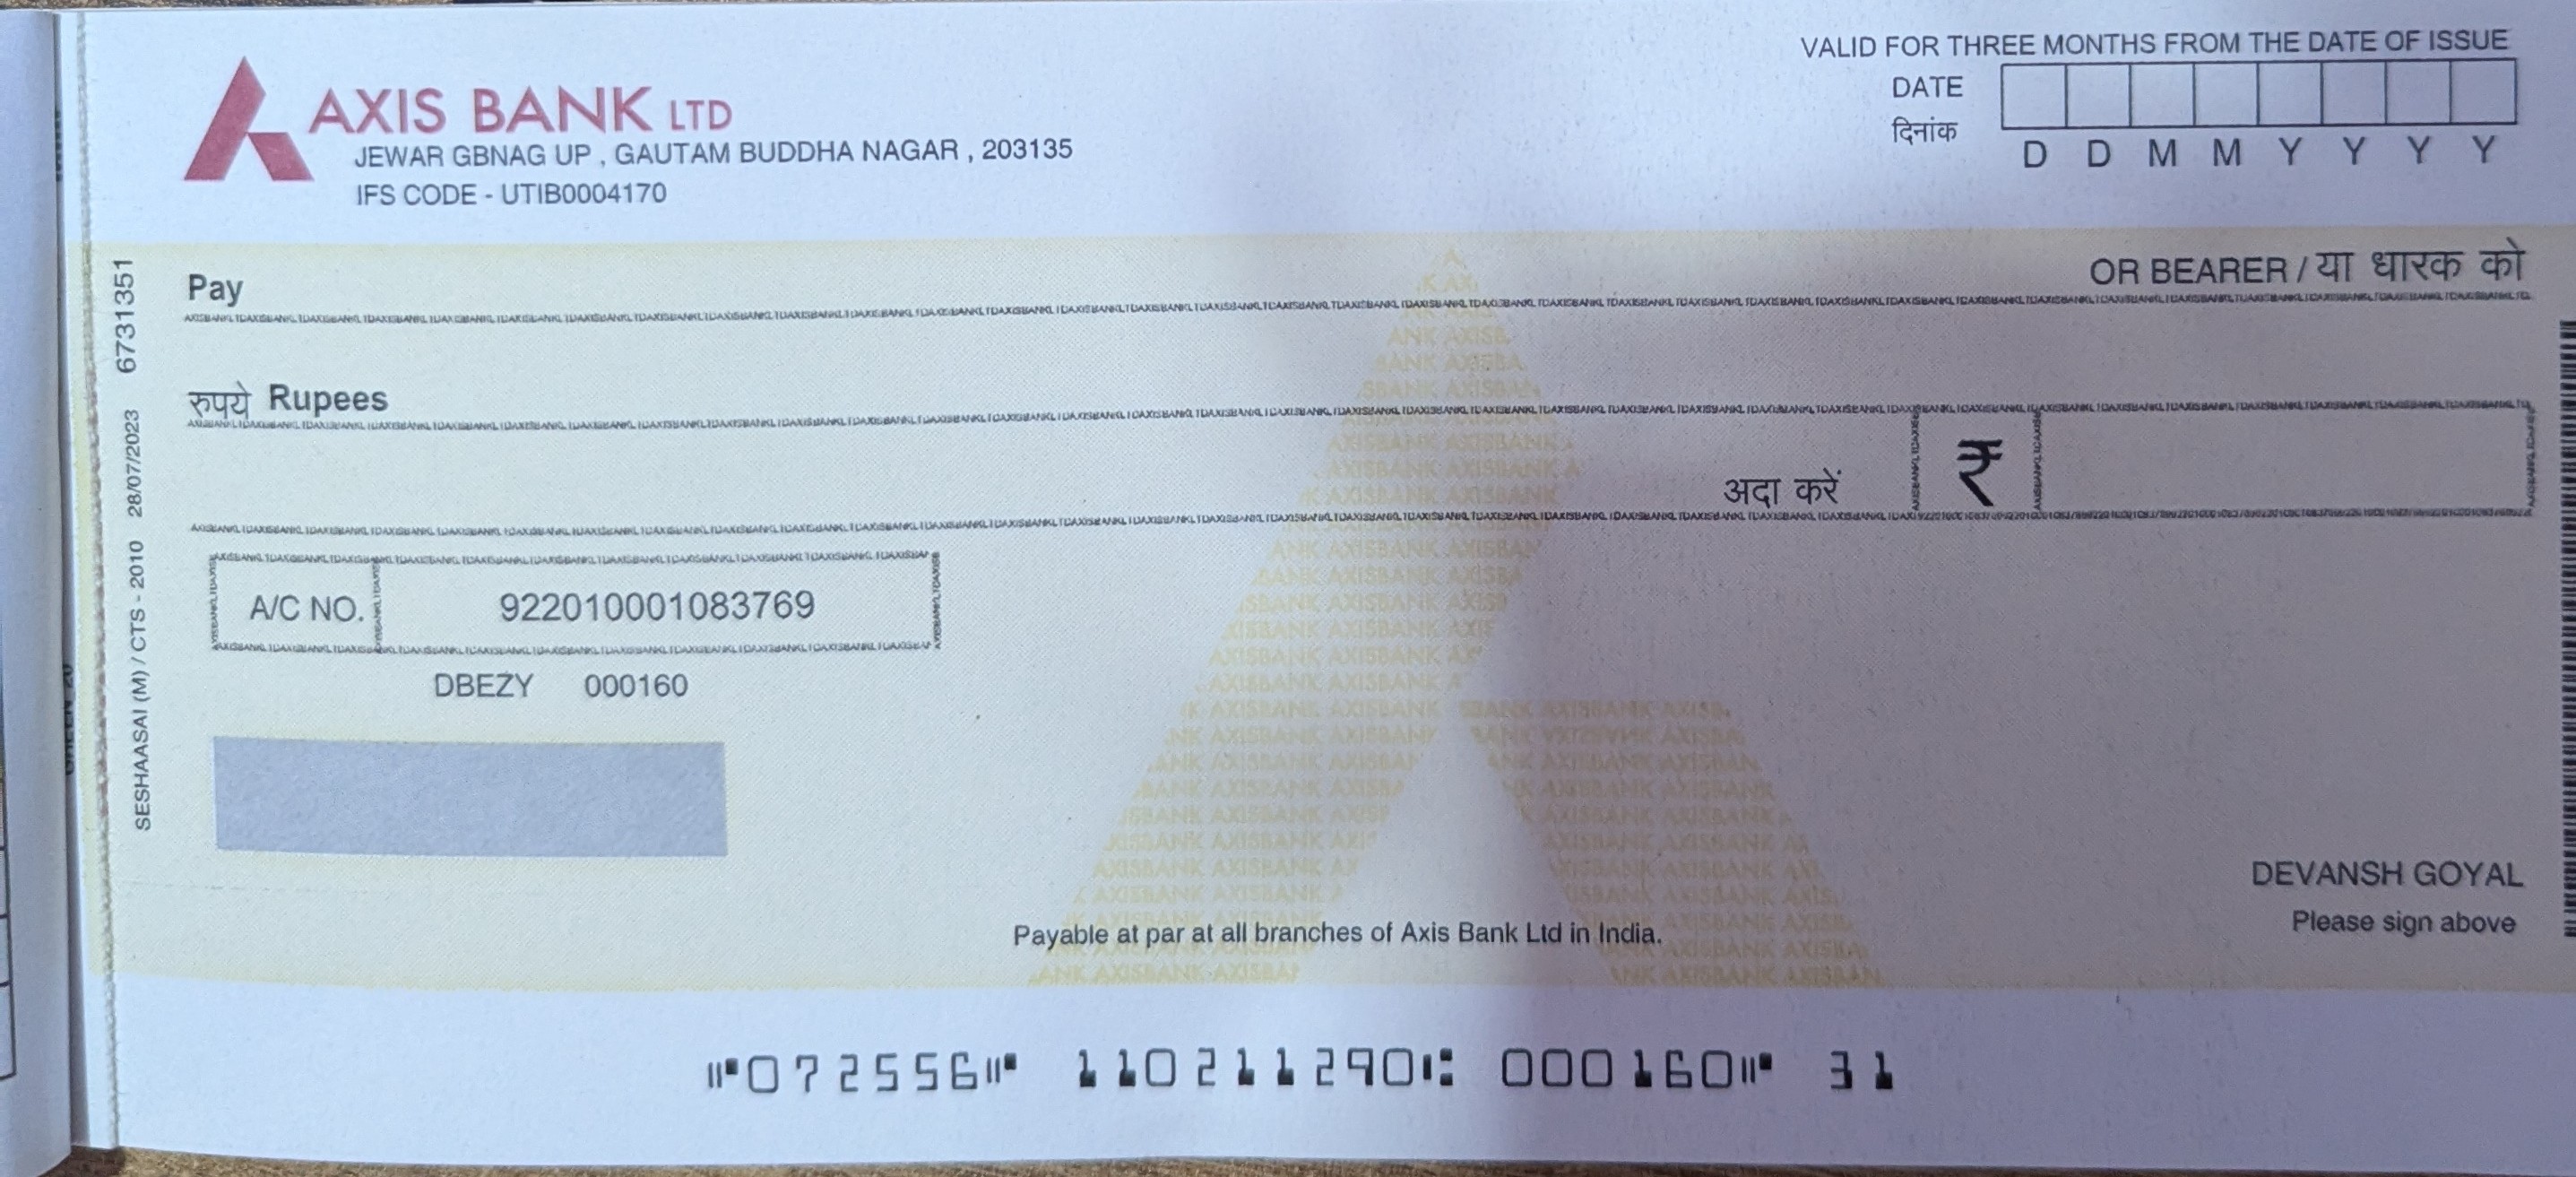 VALID FOR THREE MONTHS FROM THE DATE OF ISSUE
AXIS BANK LTD
JEWAR GBNAG UP , GAUTAM BUDDHA NAGAR , 203135
IFS CODE - UTIB0004170
DATE
दिनांक
D D M M Y Y Y Y
Pay
OR BEARER / या धारक को
रुपये Rupees
अदा करें
₹
A/C NO. 922010001083769
DBEZY 000160
SESHAASAI (M) / CTS - 2010 28/07/2023 6731351
DEVANSH GOYAL
Please sign above
Payable at par at all branches of Axis Bank Ltd in India.
⑈072556⑈ 110211290⑆ 000160⑈ 31